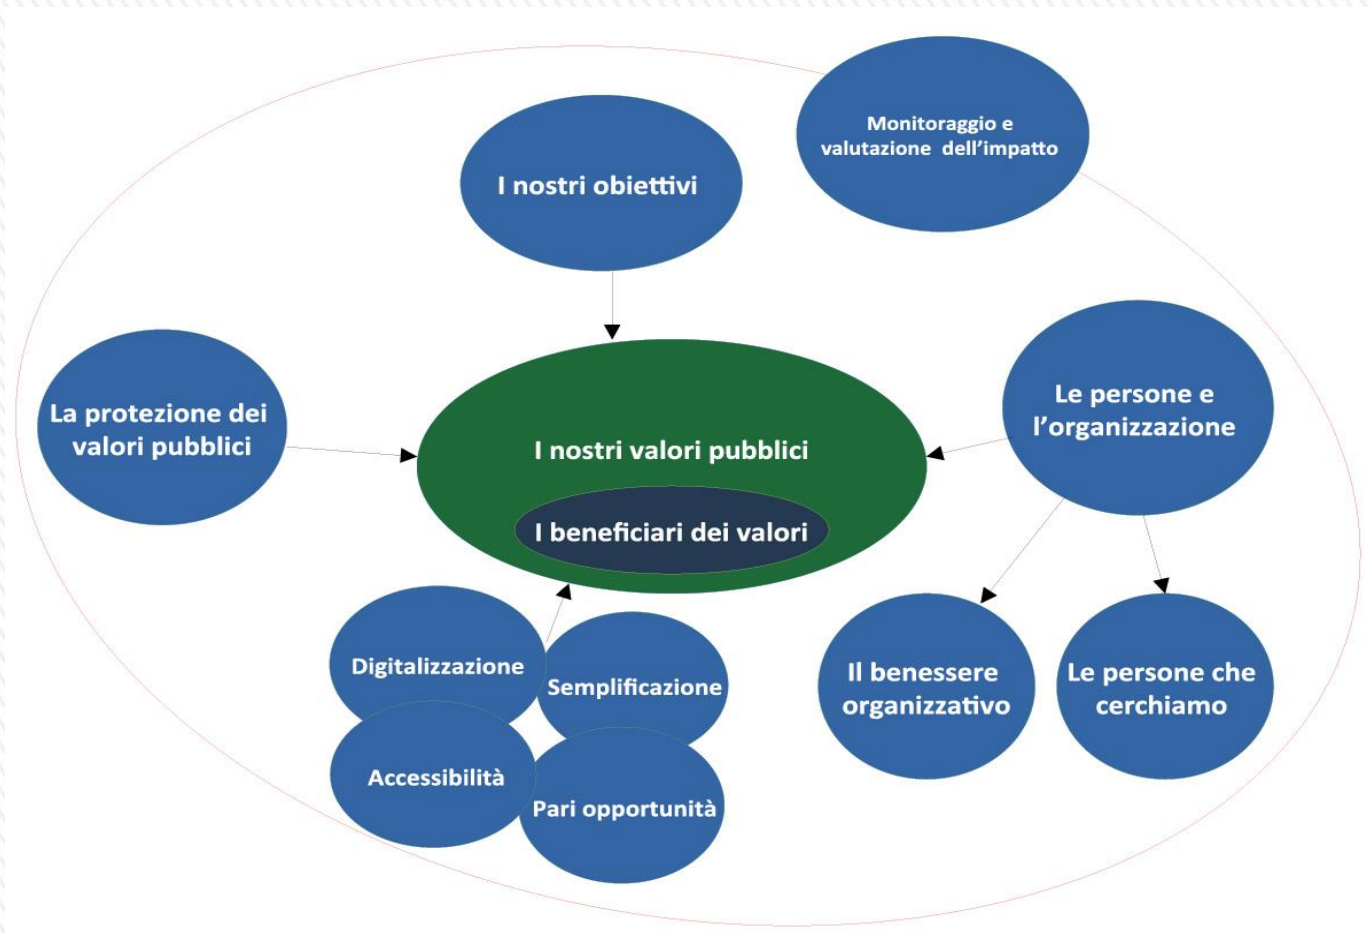 Monitoraggio e
valutazione dell'impatto
I nostri obiettivi
La protezione dei
valori pubblici
Le persone e
l'organizzazione
I nostri valori pubblici
I beneficiari dei valori
Digitalizzazione
Semplificazione
Accessibilità
Pari opportunità
Il benessere
organizzativo
Le persone che
cerchiamo